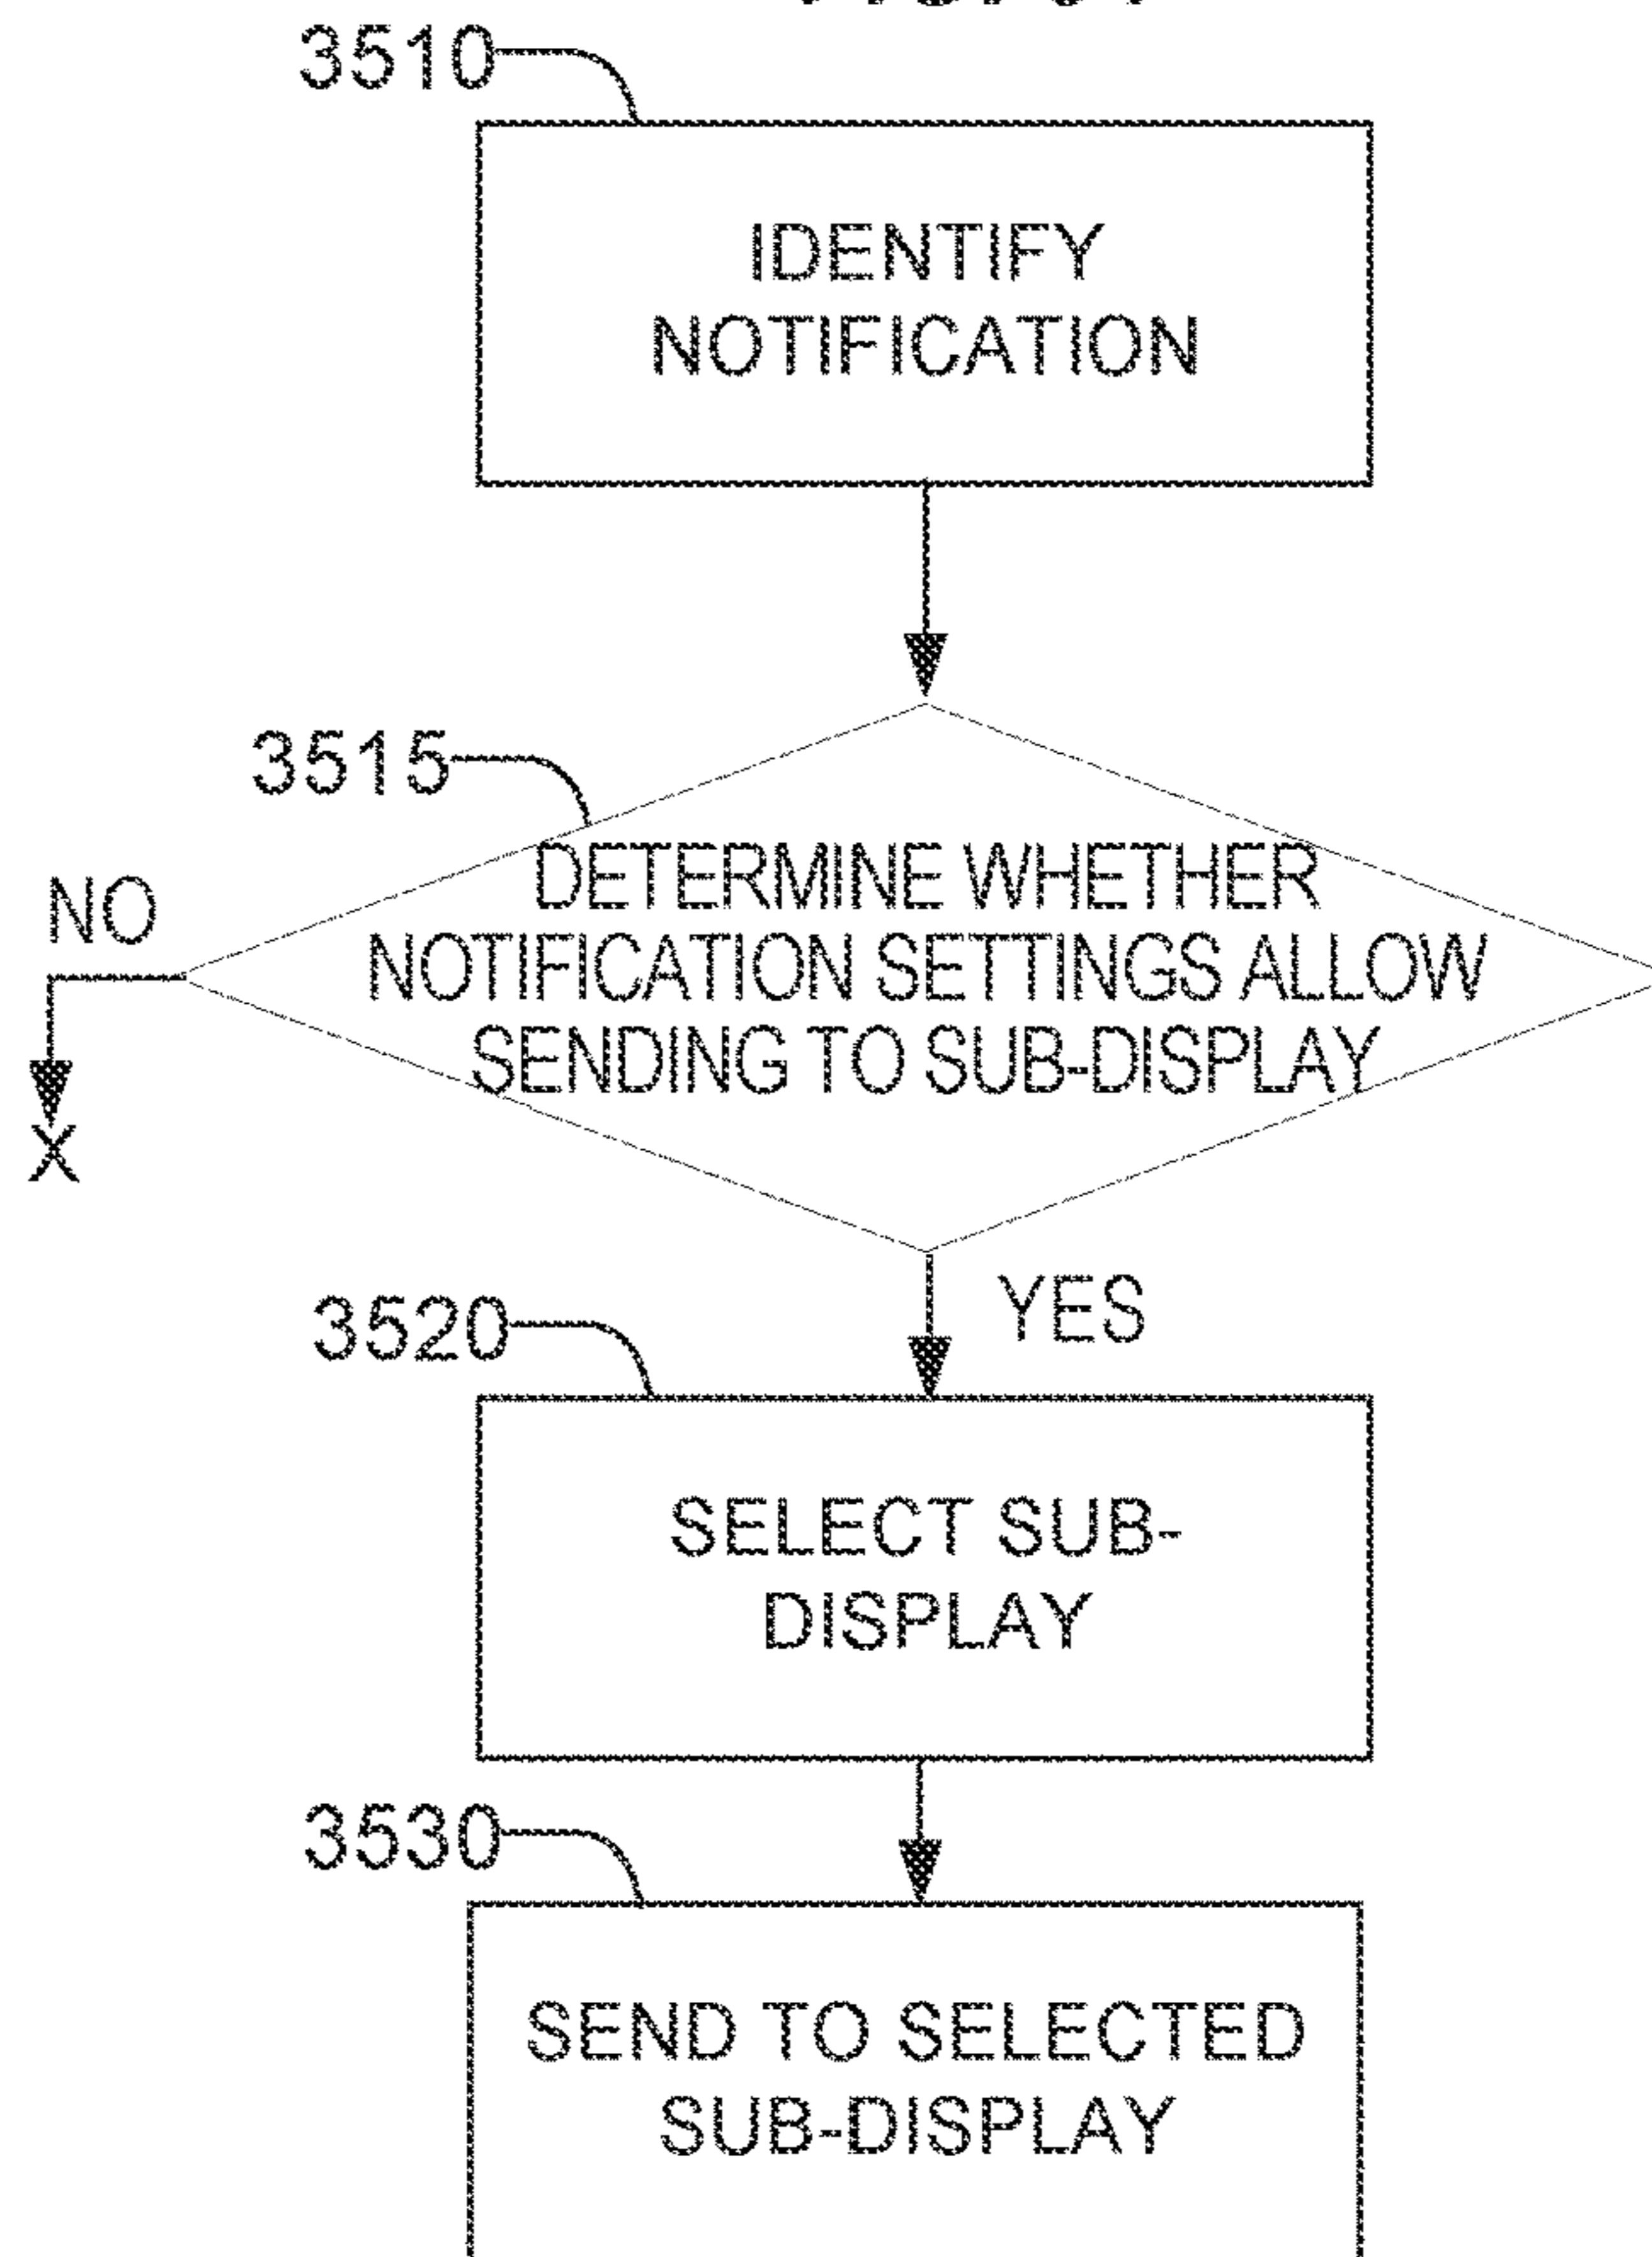 3510
IDENTIFY
NOTIFICATION
3515
DETERMINE WHETHER
NOTIFICATION SETTINGS ALLOW
SENDING TO SUB-DISPLAY
NO
X
YES
3520
SELECT SUB-
DISPLAY
3530
SEND TO SELECTED
SUB-DISPLAY